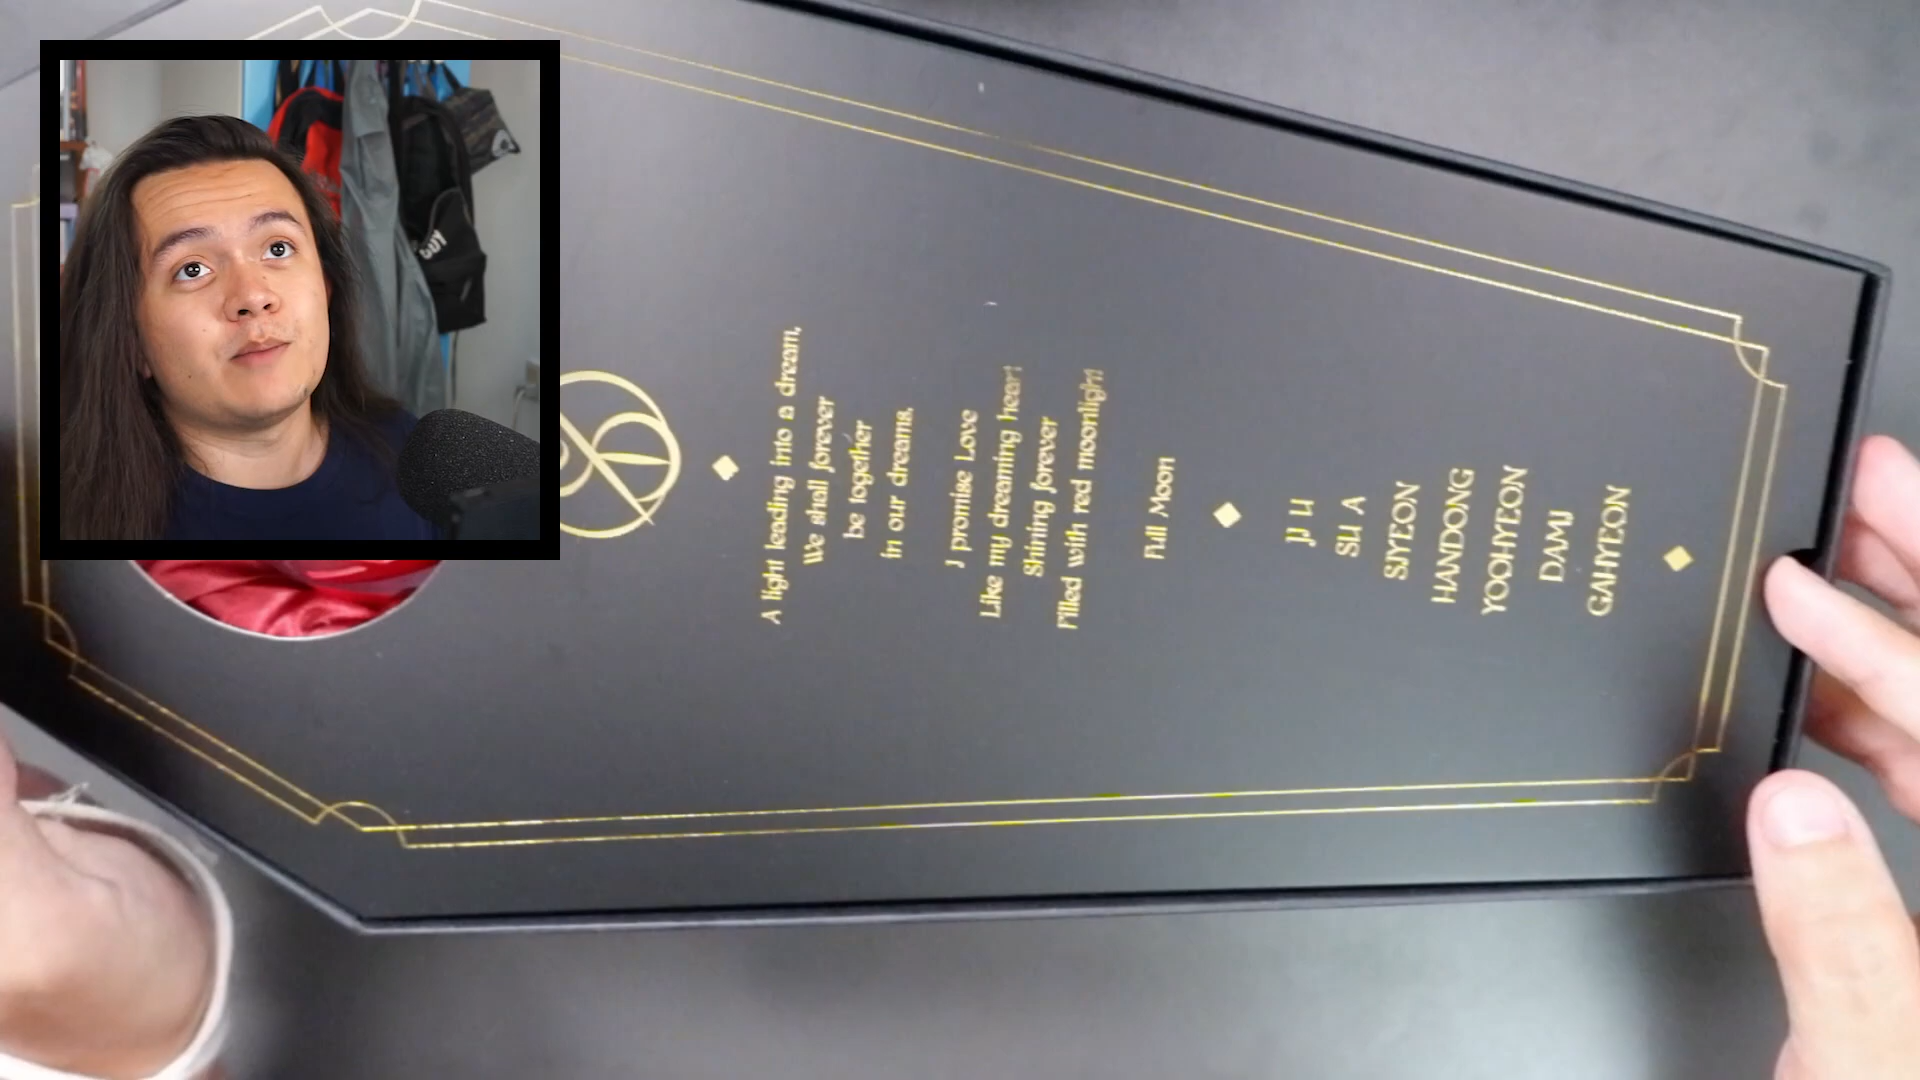 A light leading into a dream,
We shall forever
be together
in our dreams.
I promise Love
Like my dreaming heart
Shining forever
Filled with red moonlight
Full Moon
JI U
SU A
SIYEON
HANDONG
YOOHYEON
DAMI
GAHYEON